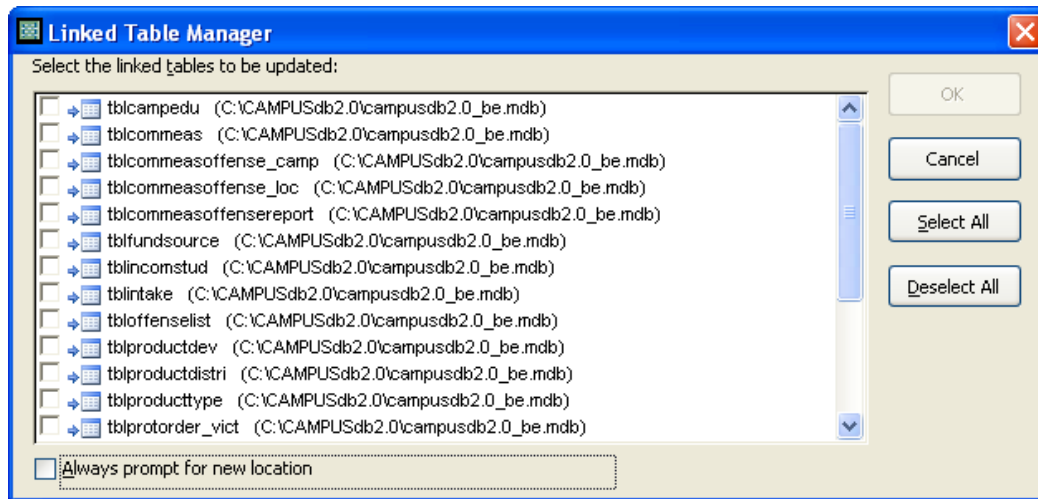 Linked Table Manager
Select the linked tables to be updated:
tblcampedu (C:\CAMPUSdb2.0\campusdb2.0_be.mdb)
tblcommeas (C:\CAMPUSdb2.0\campusdb2.0_be.mdb)
tblcommeasoffense_camp (C:\CAMPUSdb2.0\campusdb2.0_be.mdb)
tblcommeasoffense_loc (C:\CAMPUSdb2.0\campusdb2.0_be.mdb)
tblcommeasoffensereport (C:\CAMPUSdb2.0\campusdb2.0_be.mdb)
tblfundsource (C:\CAMPUSdb2.0\campusdb2.0_be.mdb)
tblincomstud (C:\CAMPUSdb2.0\campusdb2.0_be.mdb)
tblintake (C:\CAMPUSdb2.0\campusdb2.0_be.mdb)
tbloffenselist (C:\CAMPUSdb2.0\campusdb2.0_be.mdb)
tblproductdev (C:\CAMPUSdb2.0\campusdb2.0_be.mdb)
tblproductdistri (C:\CAMPUSdb2.0\campusdb2.0_be.mdb)
tblproducttype (C:\CAMPUSdb2.0\campusdb2.0_be.mdb)
tblprotorder_vict (C:\CAMPUSdb2.0\campusdb2.0_be.mdb)
Always prompt for new location
OK
Cancel
Select All
Deselect All